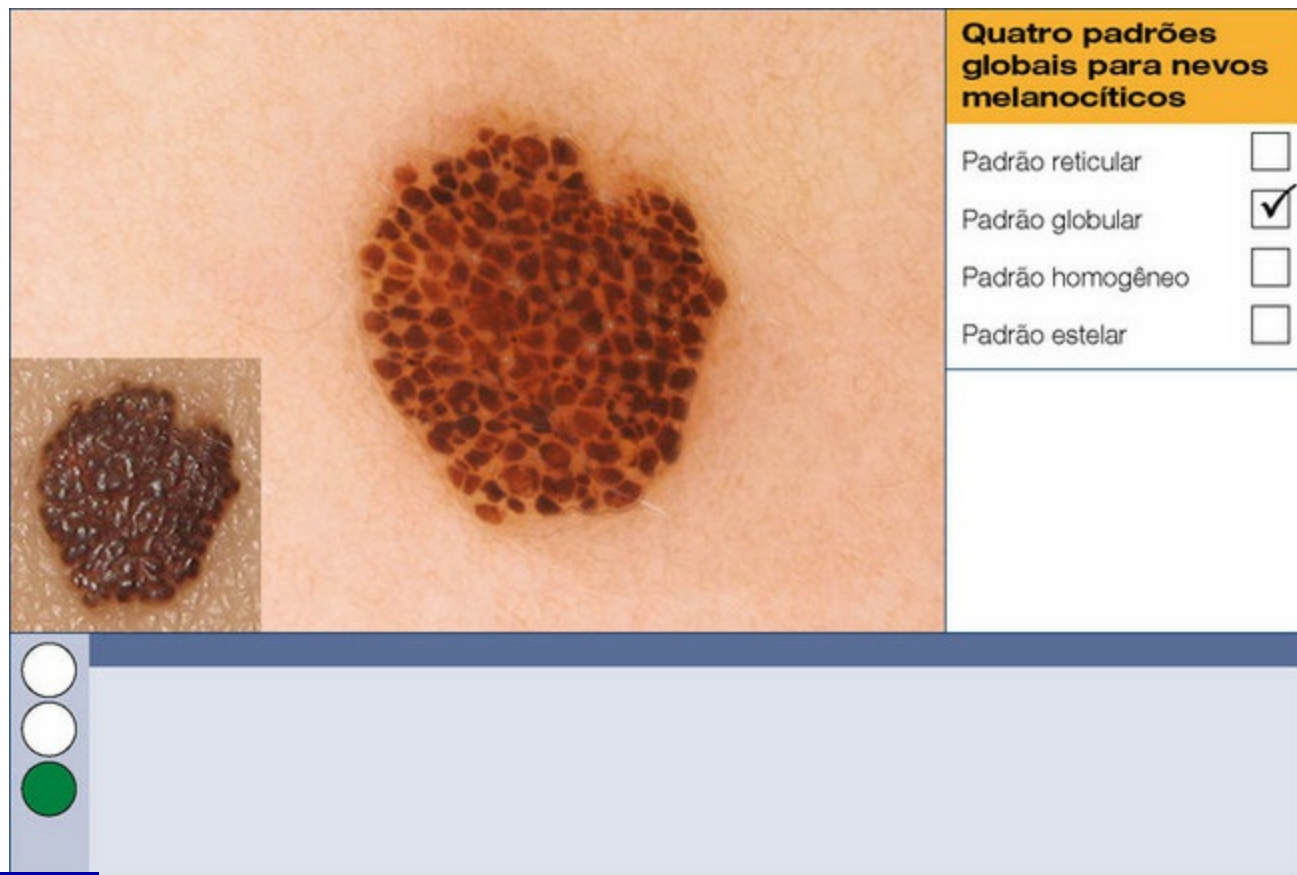 Quatro padrões
globais para nevos
melanocíticos
Padrão reticular
Padrão globular
Padrão homogêneo
Padrão estelar